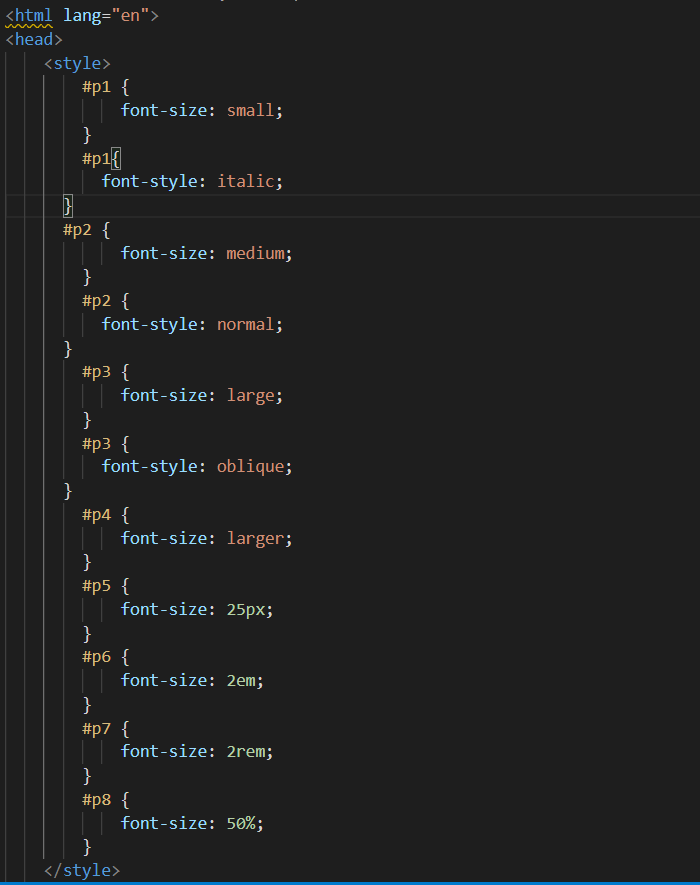 <html lang="en">
<head>
    <style>
        #p1 {
            font-size: small;
        }
        #p1{
          font-style: italic;
      }
      #p2 {
            font-size: medium;
        }
        #p2 {
          font-style: normal;
      }
        #p3 {
            font-size: large;
        }
        #p3 {
          font-style: oblique;
      }
        #p4 {
            font-size: larger;
        }
        #p5 {
            font-size: 25px;
        }
        #p6 {
            font-size: 2em;
        }
        #p7 {
            font-size: 2rem;
        }
        #p8 {
            font-size: 50%;
        }
    </style>